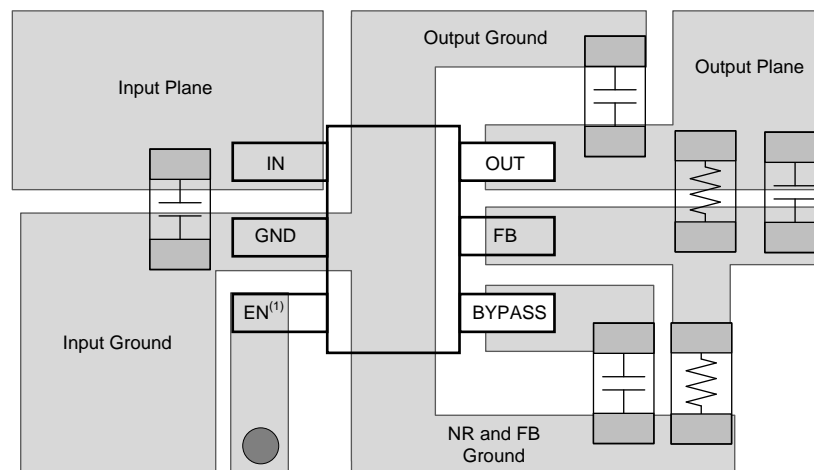 Output Ground
Output Plane
Input Plane
IN
OUT
GND
FB
EN(1)
BYPASS
Input Ground
NR and FB
Ground